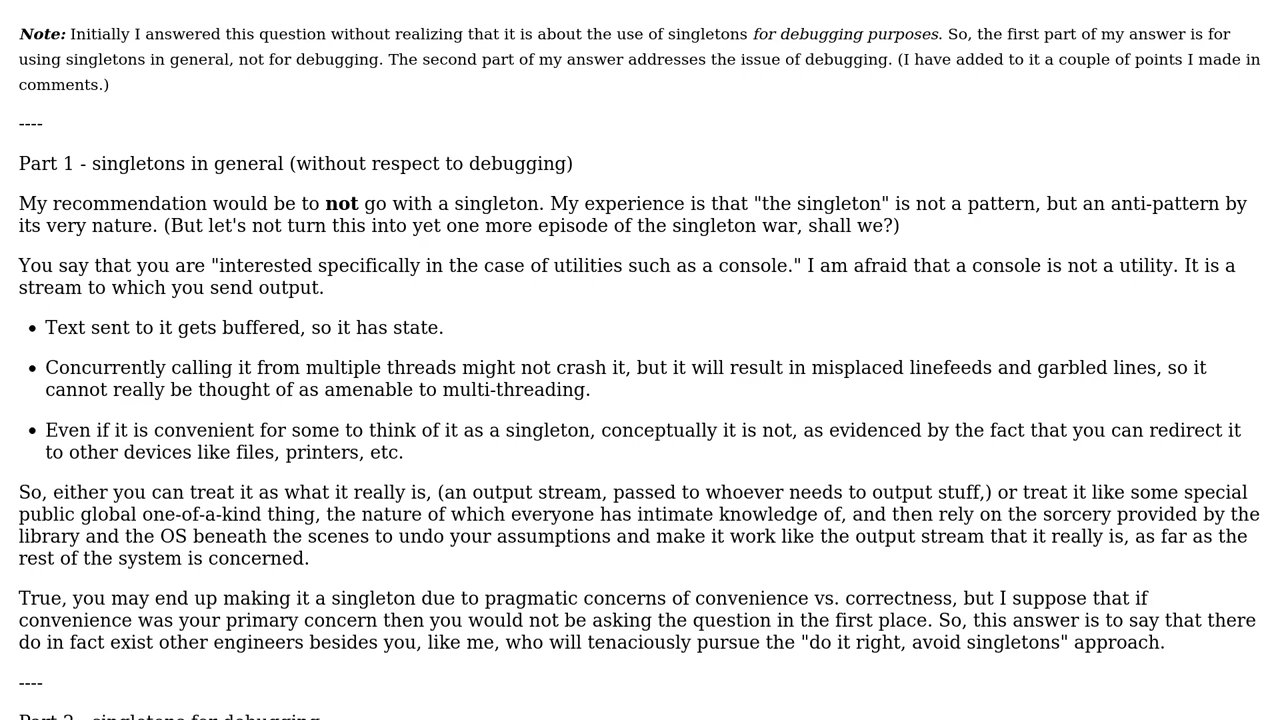 Note: Initially I answered this question without realizing that it is about the use of singletons for debugging purposes. So, the first part of my answer is for
using singletons in general, not for debugging. The second part of my answer addresses the issue of debugging. (I have added to it a couple of points I made in
comments.)
----
Part 1 - singletons in general (without respect to debugging)
My recommendation would be to not go with a singleton. My experience is that "the singleton" is not a pattern, but an anti-pattern by
its very nature. (But let's not turn this into yet one more episode of the singleton war, shall we?)
You say that you are "interested specifically in the case of utilities such as a console." I am afraid that a console is not a utility. It is a
stream to which you send output.
• Text sent to it gets buffered, so it has state.
• Concurrently calling it from multiple threads might not crash it, but it will result in misplaced linefeeds and garbled lines, so it
cannot really be thought of as amenable to multi-threading.
• Even if it is convenient for some to think of it as a singleton, conceptually it is not, as evidenced by the fact that you can redirect it
to other devices like files, printers, etc.
So, either you can treat it as what it really is, (an output stream, passed to whoever needs to output stuff,) or treat it like some special
public global one-of-a-kind thing, the nature of which everyone has intimate knowledge of, and then rely on the sorcery provided by the
library and the OS beneath the scenes to undo your assumptions and make it work like the output stream that it really is, as far as the
rest of the system is concerned.
True, you may end up making it a singleton due to pragmatic concerns of convenience vs. correctness, but I suppose that if
convenience was your primary concern then you would not be asking the question in the first place. So, this answer is to say that there
do in fact exist other engineers besides you, like me, who will tenaciously pursue the "do it right, avoid singletons" approach.
----
Part 2 - singletons for debugging